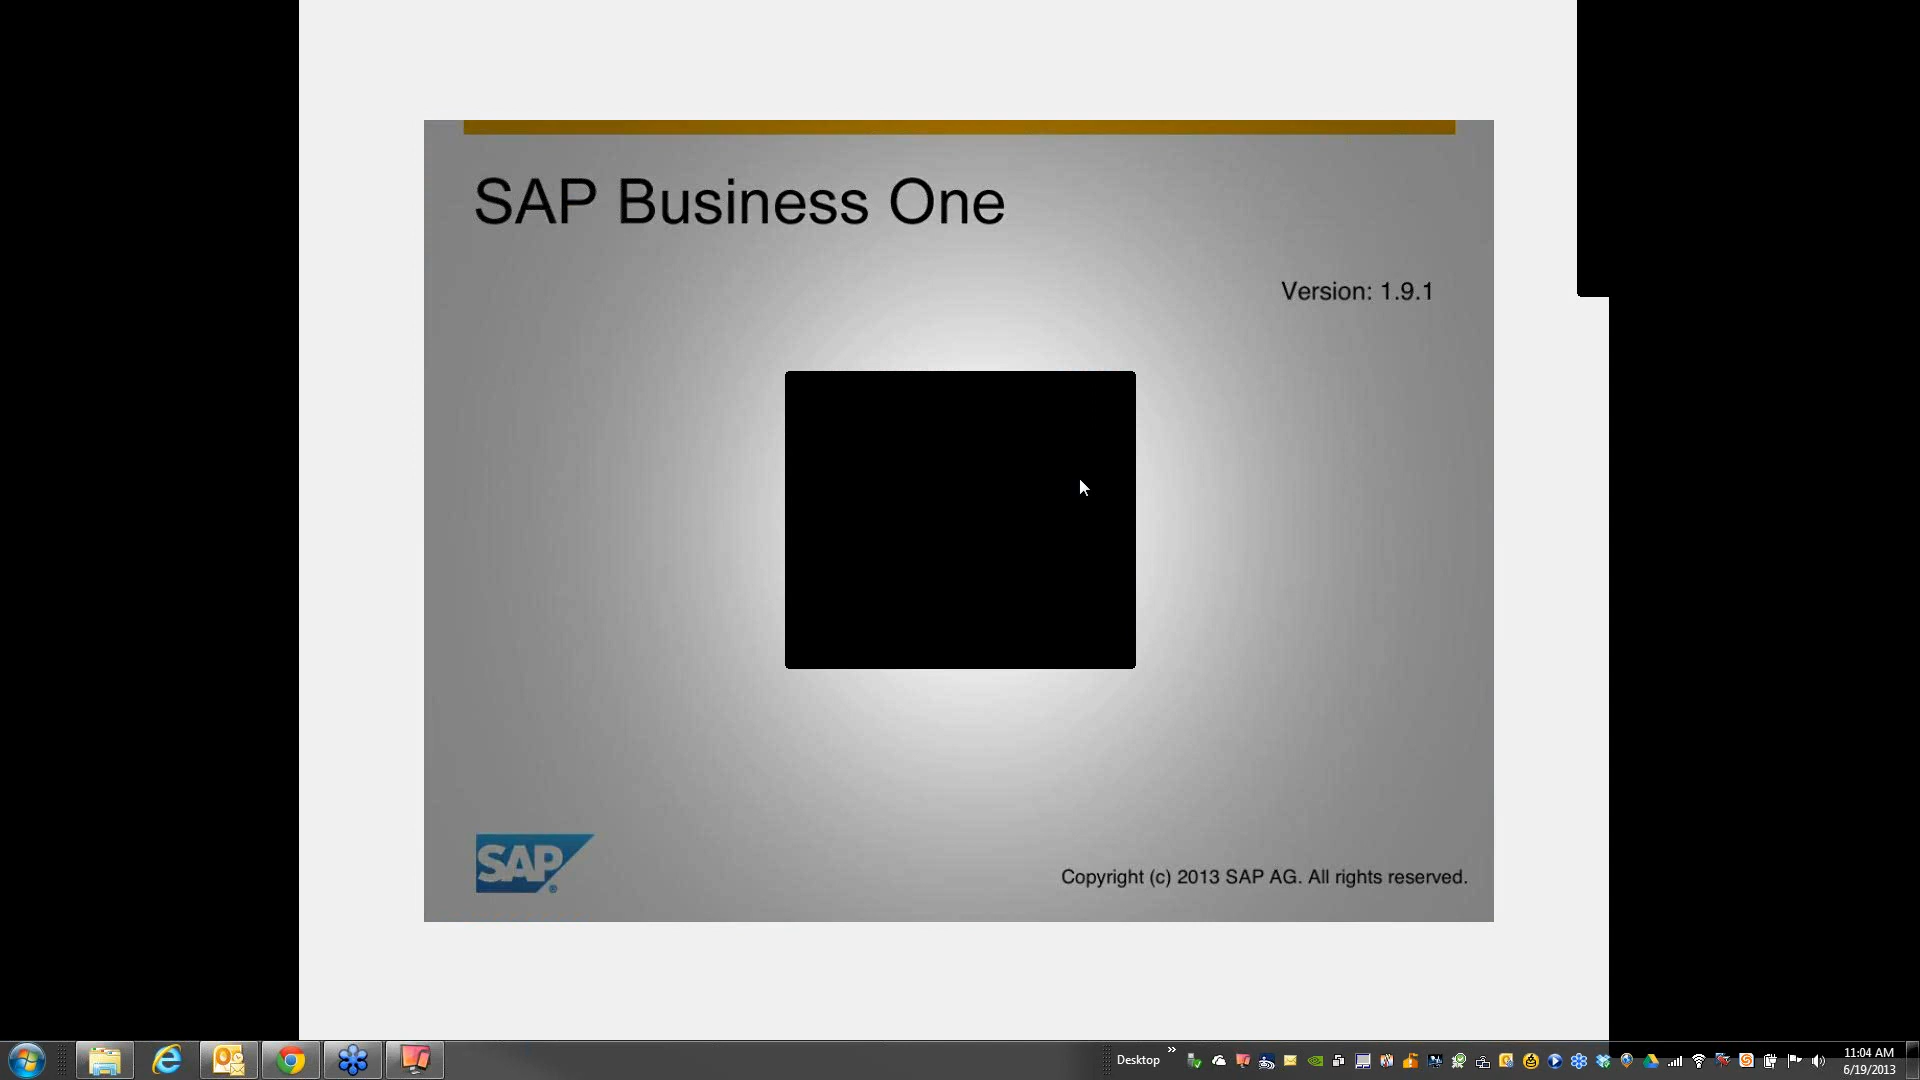 SAP Business One
Version: 1.9.1
SAP®
Copyright (c) 2013 SAP AG. All rights reserved.
Desktop
»
11:04 AM
6/19/2013